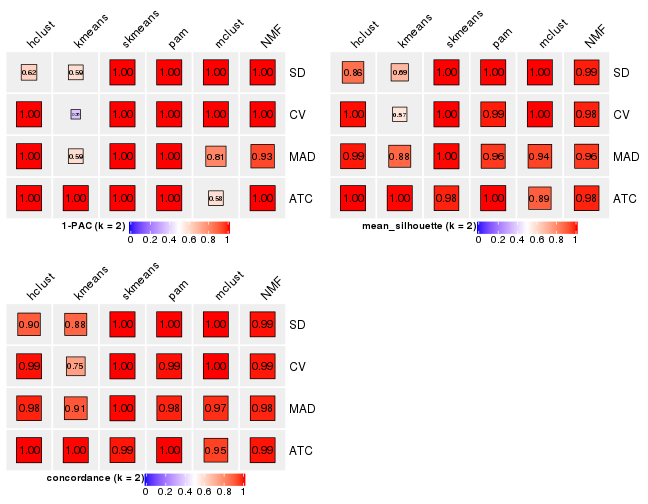 hclust kmeans skmeans pam mclust NMF
0.62 0.59 1.00 1.00 1.00 1.00 SD
1.00 1.00 1.00 1.00 1.00 CV
1.00 0.59 1.00 1.00 0.81 0.93 MAD
1.00 1.00 1.00 1.00 0.58 1.00 ATC
1-PAC (k = 2)
0 0.2 0.4 0.6 0.8 1
hclust kmeans skmeans pam mclust NMF
0.86 0.69 1.00 1.00 1.00 0.99 SD
1.00 0.57 1.00 0.99 1.00 0.98 CV
0.99 0.88 1.00 0.96 0.94 0.96 MAD
1.00 1.00 0.98 1.00 0.89 0.98 ATC
mean_silhouette (k = 2)
0 0.2 0.4 0.6 0.8 1
hclust kmeans skmeans pam mclust NMF
0.90 0.88 1.00 1.00 1.00 0.99 SD
0.99 0.75 1.00 0.99 1.00 0.99 CV
0.98 0.91 1.00 0.98 0.97 0.98 MAD
1.00 1.00 0.99 1.00 0.95 0.99 ATC
concordance (k = 2)
0 0.2 0.4 0.6 0.8 1